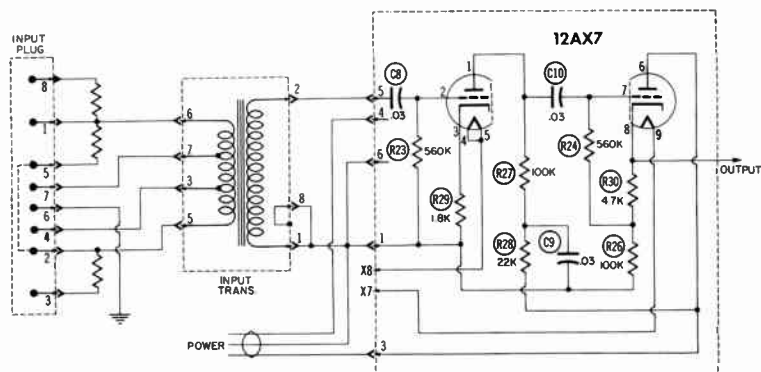 INPUT
PLUG
8
1
5
7
6
4
2
3
6
7
3
5
2
8
1
INPUT
TRANS
POWER
12AX7
5
4
6
1
X8
X7
3
C8
.03
R23
560K
2
1
3
4
5
R29
1.8K
R27
100K
R28
22K
C9
.03
C10
.03
R24
560K
7
6
8
9
R30
4.7K
R26
100K
OUTPUT